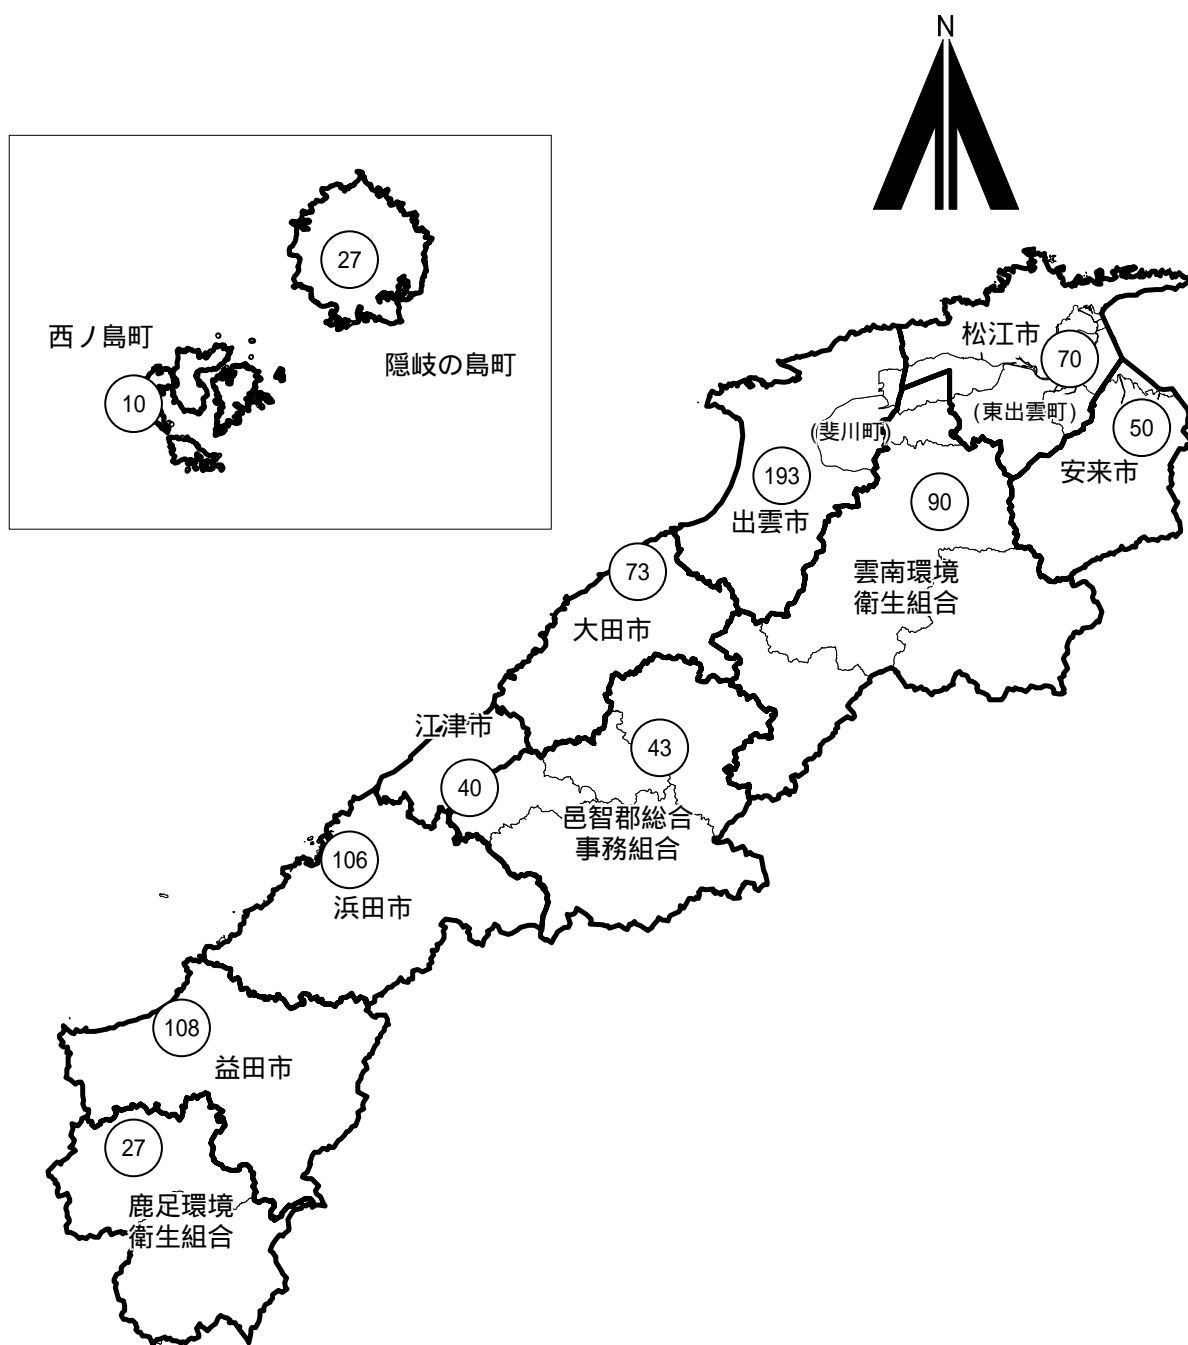 N
27
西ノ島町
隠岐の島町
10
松江市
70
(東出雲町)
(斐川町)
50
安来市
193
出雲市
90
雲南環境
衛生組合
73
大田市
江津市
40
43
邑智郡総合
事務組合
106
浜田市
108
益田市
27
鹿足環境
衛生組合